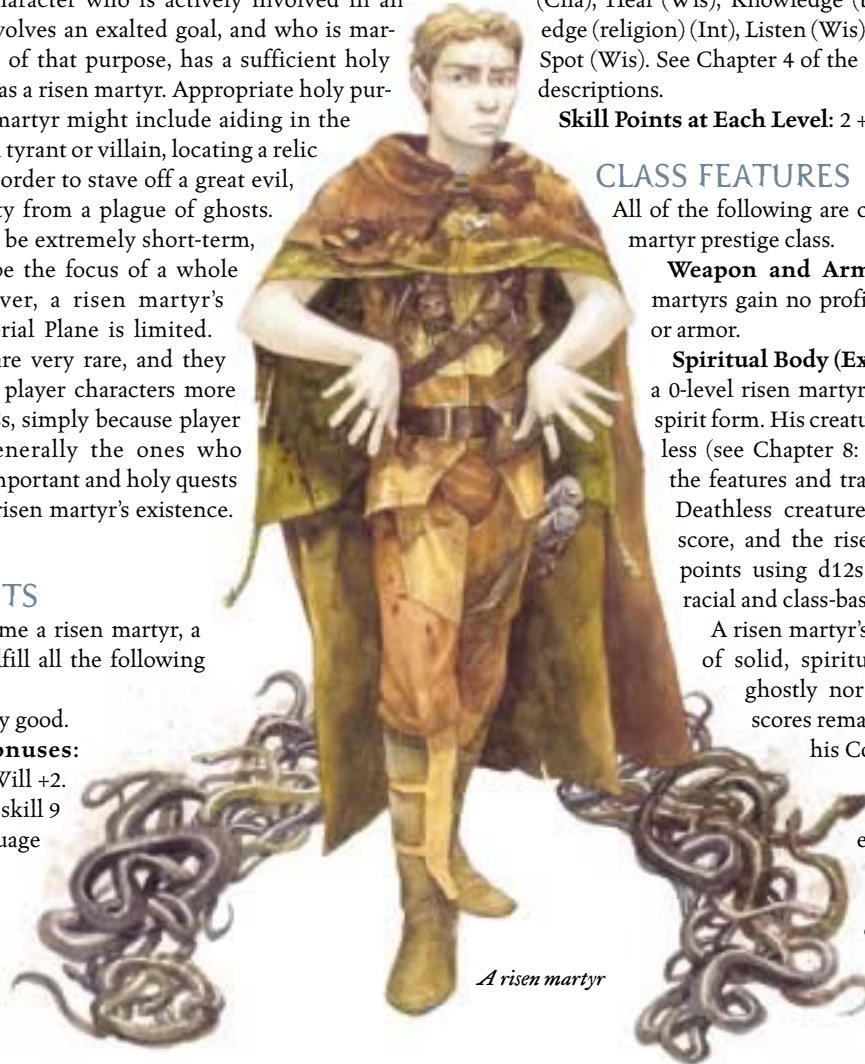 haracter who is actively involved in an
volves an exalted goal, and who is mar-
of that purpose, has a sufficient holy
as a risen martyr. Appropriate holy pur-
martyr might include aiding in the
tyrant or villain, locating a relic
order to stave off a great evil,
ty from a plague of ghosts.
be extremely short-term,
be the focus of a whole
ver, a risen martyr's
erial Plane is limited.
are very rare, and they
player characters more
s, simply because player
enerally the ones who
mportant and holy quests
risen martyr's existence.
TS
me a risen martyr, a
lfill all the following
y good.
onuses:
Will +2.
skill 9
uage
(Cha), Heal (Wis), Knowledge (
edge (religion) (Int), Listen (Wis)
Spot (Wis). See Chapter 4 of the
descriptions.
Skill Points at Each Level: 2 +
CLASS FEATURES
All of the following are c
martyr prestige class.
Weapon and Arm
martyrs gain no profi
or armor.
Spiritual Body (Ex
a 0-level risen martyr
spirit form. His creatu
less (see Chapter 8:
the features and tra
Deathless creature
score, and the rise
points using d12s
racial and class-bas
A risen martyr's
of solid, spiritu
ghostly nor
scores rema
his Co
e
A risen martyr